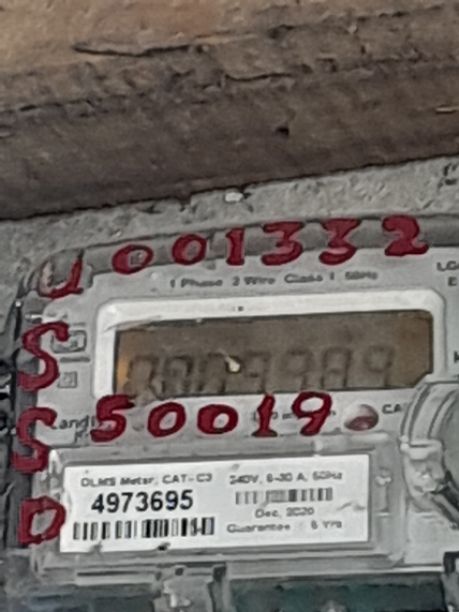 U001332
1 Phase 2 Wire Class 1 50Hz
S
S
50019
D
DLMS Meter, CAT-C3
240V, 5-30 A, 50Hz
4973695
Dec, 2020
Guarantee : 5 Yrs